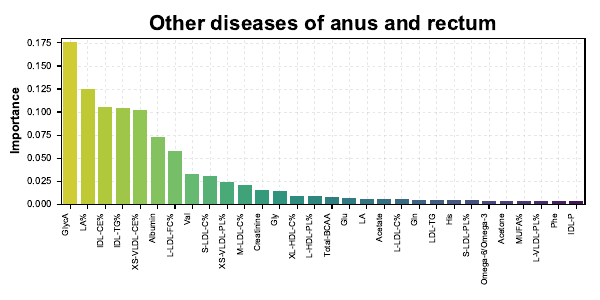 Other diseases of anus and rectum
Importance
0.175
0.150
0.125
0.100
0.075
0.050
0.025
0.000
GlycA
LA%
IDL-CE%
IDL-TG%
XS-VLDL-CE%
Albumin
L-LDL-FC%
Val
S-LDL-C%
XS-VLDL-PL%
M-LDL-C%
Creatinine
Gly
XL-HDL-C%
L-HDL-PL%
Total-BCAA
Glu
LA
Acetate
L-LDL-C%
Gln
LDL-TG
His
S-LDL-PL%
Omega-6/Omega-3
Acetone
MUFA%
L-VLDL-PL%
Phe
IDL-P